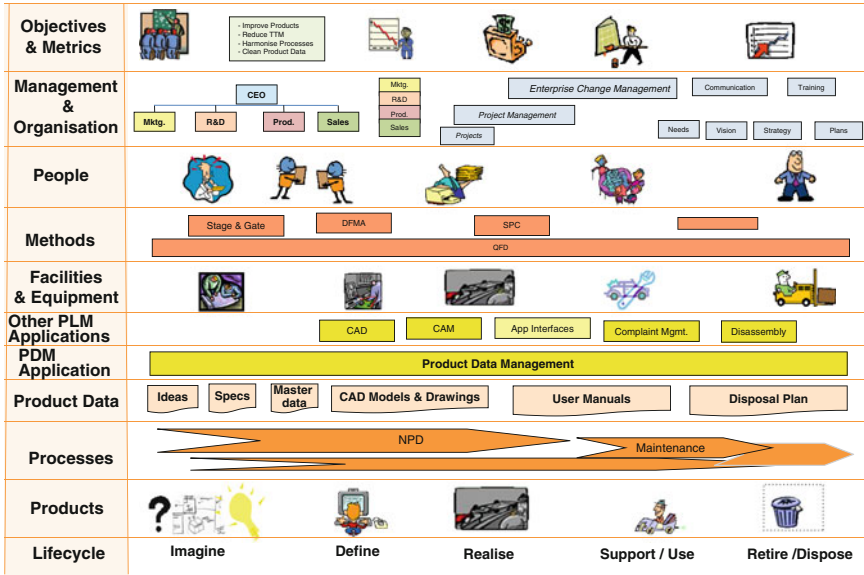 Objectives
& Metrics
- Improve Products
- Reduce TTM
- Harmonise Processes
- Clean Product Data
Management
&
Organisation
CEO
Mktg.
R&D
Prod.
Sales
Mktg.
R&D
Prod.
Sales
Enterprise Change Management
Project Management
Projects
Communication
Training
Needs
Vision
Strategy
Plans
People
Methods
Stage & Gate
DFMA
SPC
QFD
Facilities
& Equipment
Other PLM
Applications
CAD
CAM
App Interfaces
Complaint Mgmt.
Disassembly
PDM
Application
Product Data Management
Product Data
Ideas
Specs
Master
data
CAD Models & Drawings
User Manuals
Disposal Plan
Processes
NPD
Maintenance
Products
?
Lifecycle
Imagine
Define
Realise
Support / Use
Retire /Dispose